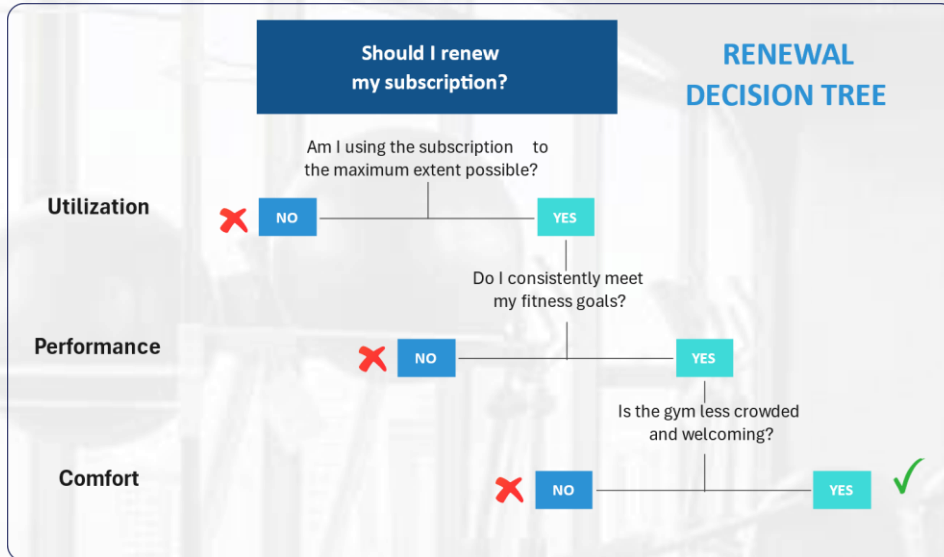 Should I renew
my subscription?
RENEWAL
DECISION TREE
Am I using the subscription to
the maximum extent possible?
Utilization
NO
YES
Do I consistently meet
my fitness goals?
Performance
NO
YES
Is the gym less crowded
and welcoming?
Comfort
NO
YES